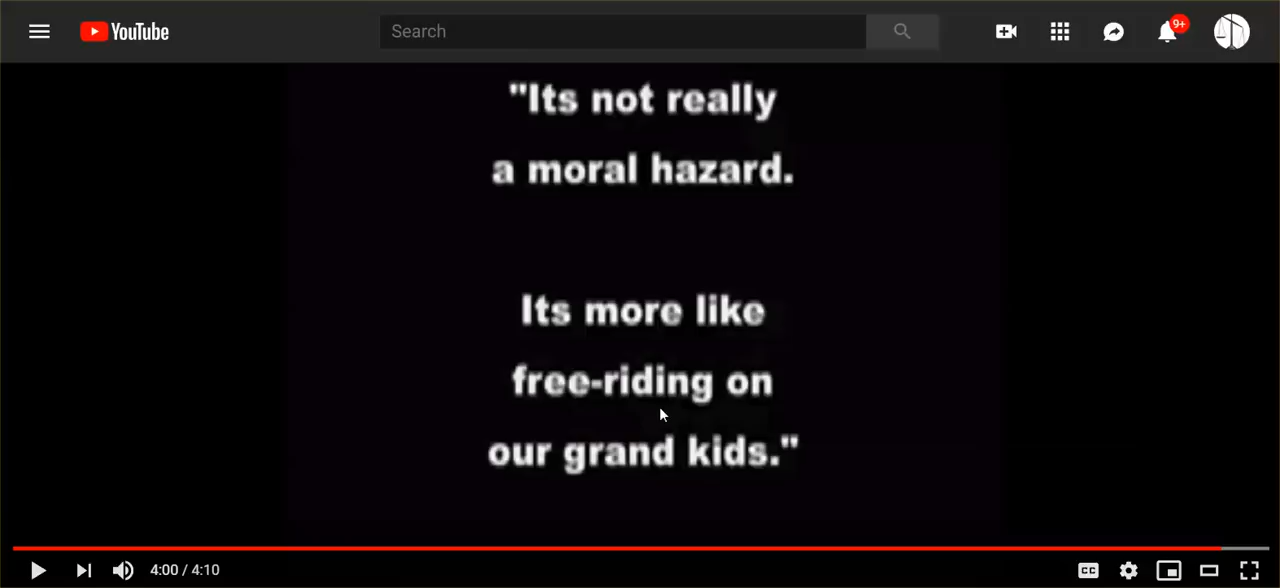 YouTube
Search
9+
"Its not really
a moral hazard.
Its more like
free-riding on
our grand kids."
4:00 / 4:10
CC